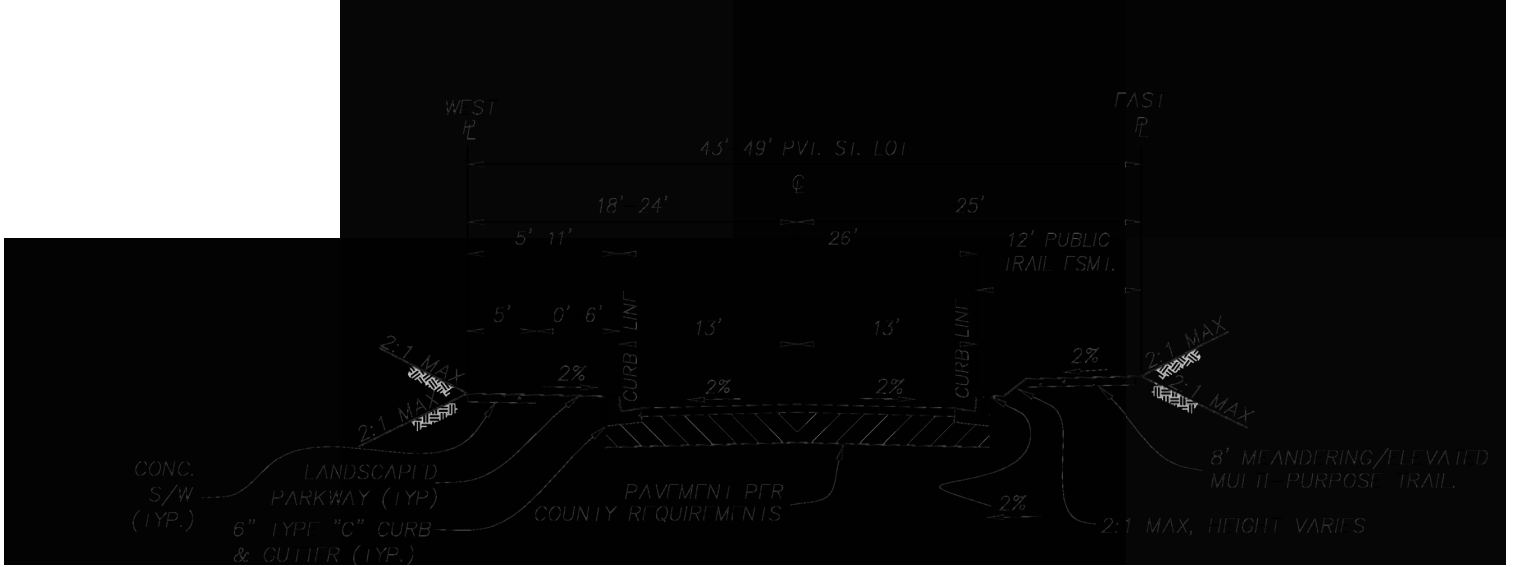 WEST
PL
EAST
PL
43' 49' PVT. ST. LOT
CL
18'-24'
25'
5' 11'
26'
12' PUBLIC
TRAIL ESMT.
5'
0' 6'
CURB LINE
13'
13'
CURB LINE
2:1 MAX
2:1 MAX
2%
2%
2%
2%
2:1 MAX
2:1 MAX
CONC.
S/W
(TYP.)
LANDSCAPED
PARKWAY (TYP)
6" TYPE "C" CURB
& GUTTER (TYP.)
PAVEMENT PER
COUNTY REQUIREMENTS
2%
8' MEANDERING/ELEVATED
MULTI-PURPOSE TRAIL.
2:1 MAX, HEIGHT VARIES